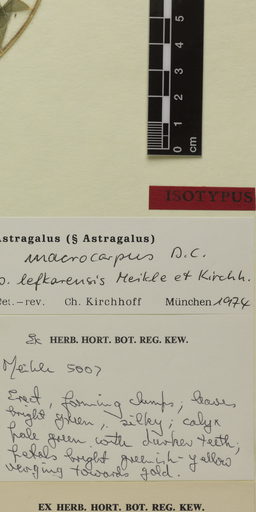 5
4
3
2
1
0
cm
ISOTYPUS
Astragalus (§ Astragalus)
macrocarpus D.C.
lefkarensis Meikle et Kirchh.
Det.–rev. Ch. Kirchhoff München 1974
Ex HERB. HORT. BOT. REG. KEW.
Meikle 5007
Erect, forming clumps, leaves
bright green, silky; calyx
pale green with darker teeth;
petals bright greenish-yellow
verging towards gold.
EX HERB. HORT. BOT. REG. KEW.